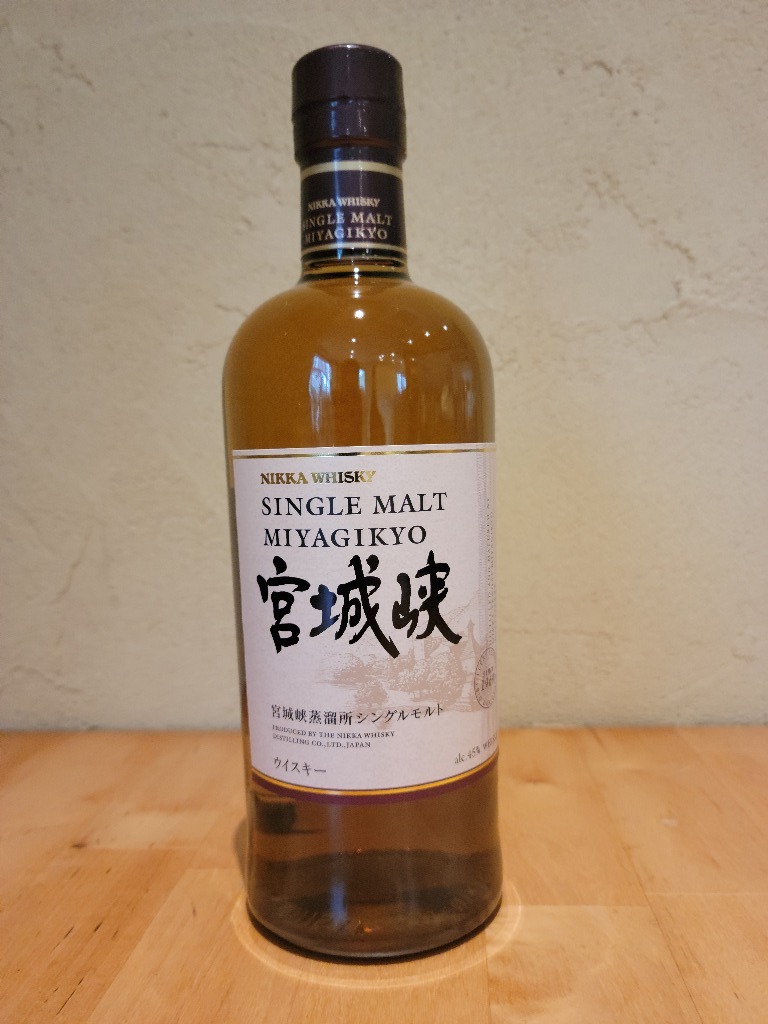 NIKKA WHISKY
SINGLE MALT
MIYAGIKYO
NIKKA WHISKY
SINGLE MALT
MIYAGIKYO
宮城峡
宮城峡蒸溜所シングルモルト
PRODUCED BY THE NIKKA WHISKY
DISTILLING CO.,LTD.,JAPAN
ウイスキー
alc. 45%